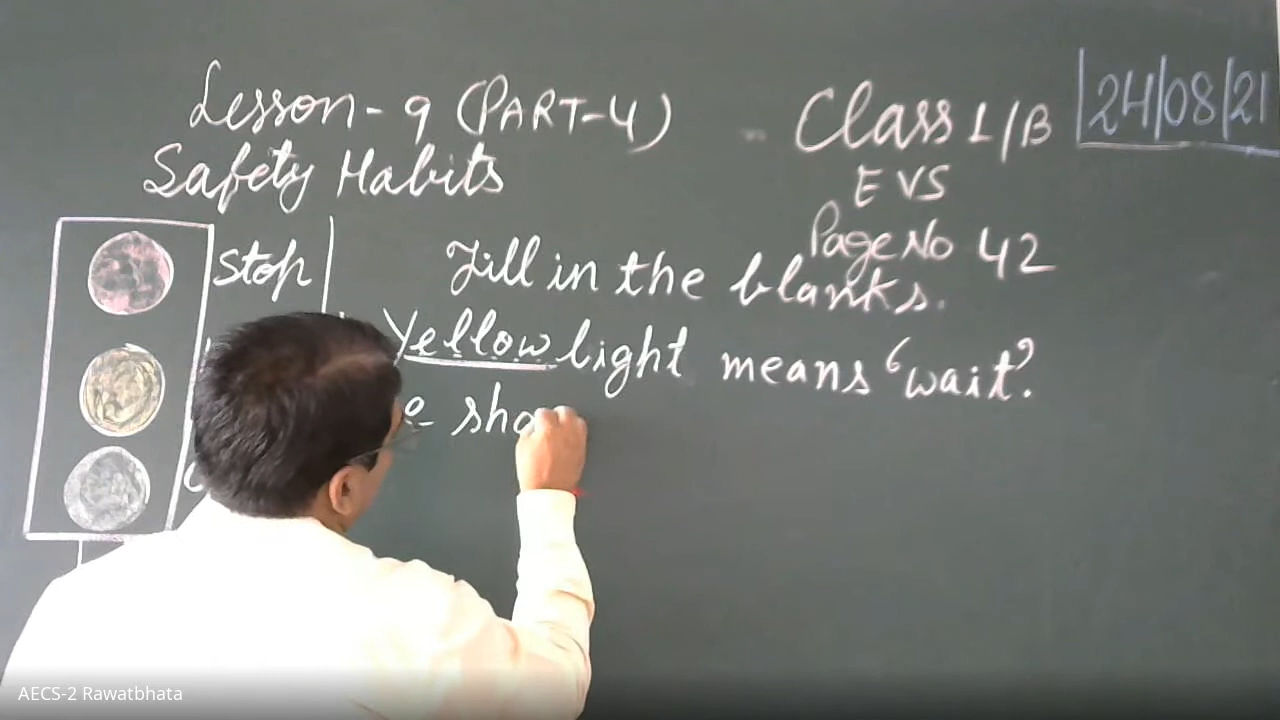 Lesson - 9 (PART-4)
Safety Habits
Class 1/B
24/08/21
EVS
Page No 42
Stop
Fill in the blanks.
Yellow light means 'wait'.
AECS-2 Rawatbhata